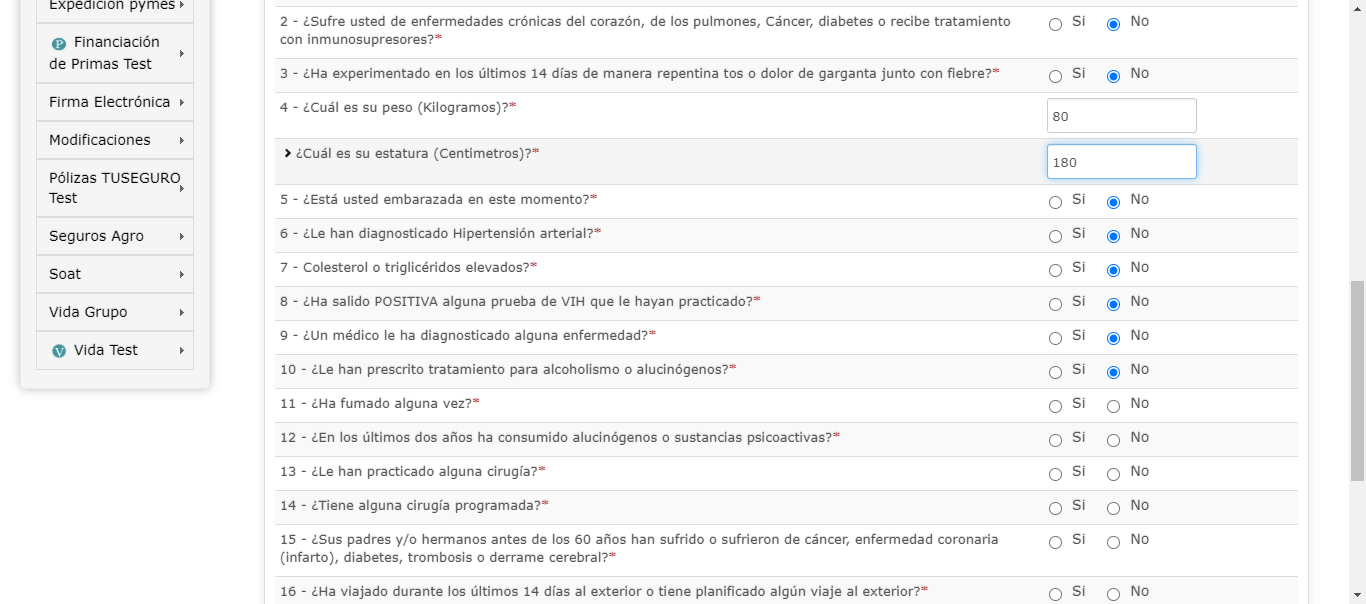 Expedición pymes
Financiación
de Primas Test
Firma Electrónica
Modificaciones
Pólizas TUSEGURO
Test
Seguros Agro
Soat
Vida Grupo
V Vida Test
2 - ¿Sufre usted de enfermedades crónicas del corazón, de los pulmones, Cáncer, diabetes o recibe tratamiento
con inmunosupresores?* Si No
3 - ¿Ha experimentado en los últimos 14 días de manera repentina tos o dolor de garganta junto con fiebre?* Si No
4 - ¿Cuál es su peso (Kilogramos)?* 80
¿Cuál es su estatura (Centimetros)?* 180
5 - ¿Está usted embarazada en este momento?* Si No
6 - ¿Le han diagnosticado Hipertensión arterial?* Si No
7 - Colesterol o triglicéridos elevados?* Si No
8 - ¿Ha salido POSITIVA alguna prueba de VIH que le hayan practicado?* Si No
9 - ¿Un médico le ha diagnosticado alguna enfermedad?* Si No
10 - ¿Le han prescrito tratamiento para alcoholismo o alucinógenos?* Si No
11 - ¿Ha fumado alguna vez?* Si No
12 - ¿En los últimos dos años ha consumido alucinógenos o sustancias psicoactivas?* Si No
13 - ¿Le han practicado alguna cirugía?* Si No
14 - ¿Tiene alguna cirugía programada?* Si No
15 - ¿Sus padres y/o hermanos antes de los 60 años han sufrido o sufrieron de cáncer, enfermedad coronaria
(infarto), diabetes, trombosis o derrame cerebral?* Si No
16 - ¿Ha viajado durante los últimos 14 días al exterior o tiene planificado algún viaje al exterior?* Si No